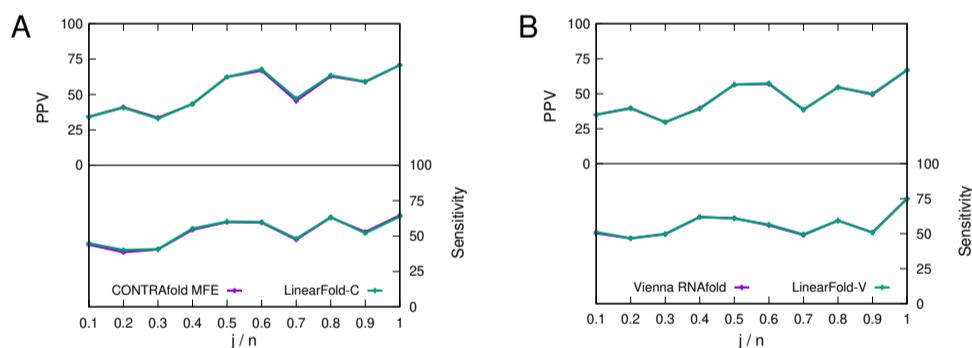 A
100
75
50
25
0
PPV
100
75
50
25
0
Sensitivity
CONTRAfold MFE
LinearFold-C
0.1 0.2 0.3 0.4 0.5 0.6 0.7 0.8 0.9 1
j / n
B
100
75
50
25
0
PPV
100
75
50
25
0
Sensitivity
Vienna RNAfold
LinearFold-V
0.1 0.2 0.3 0.4 0.5 0.6 0.7 0.8 0.9 1
j / n